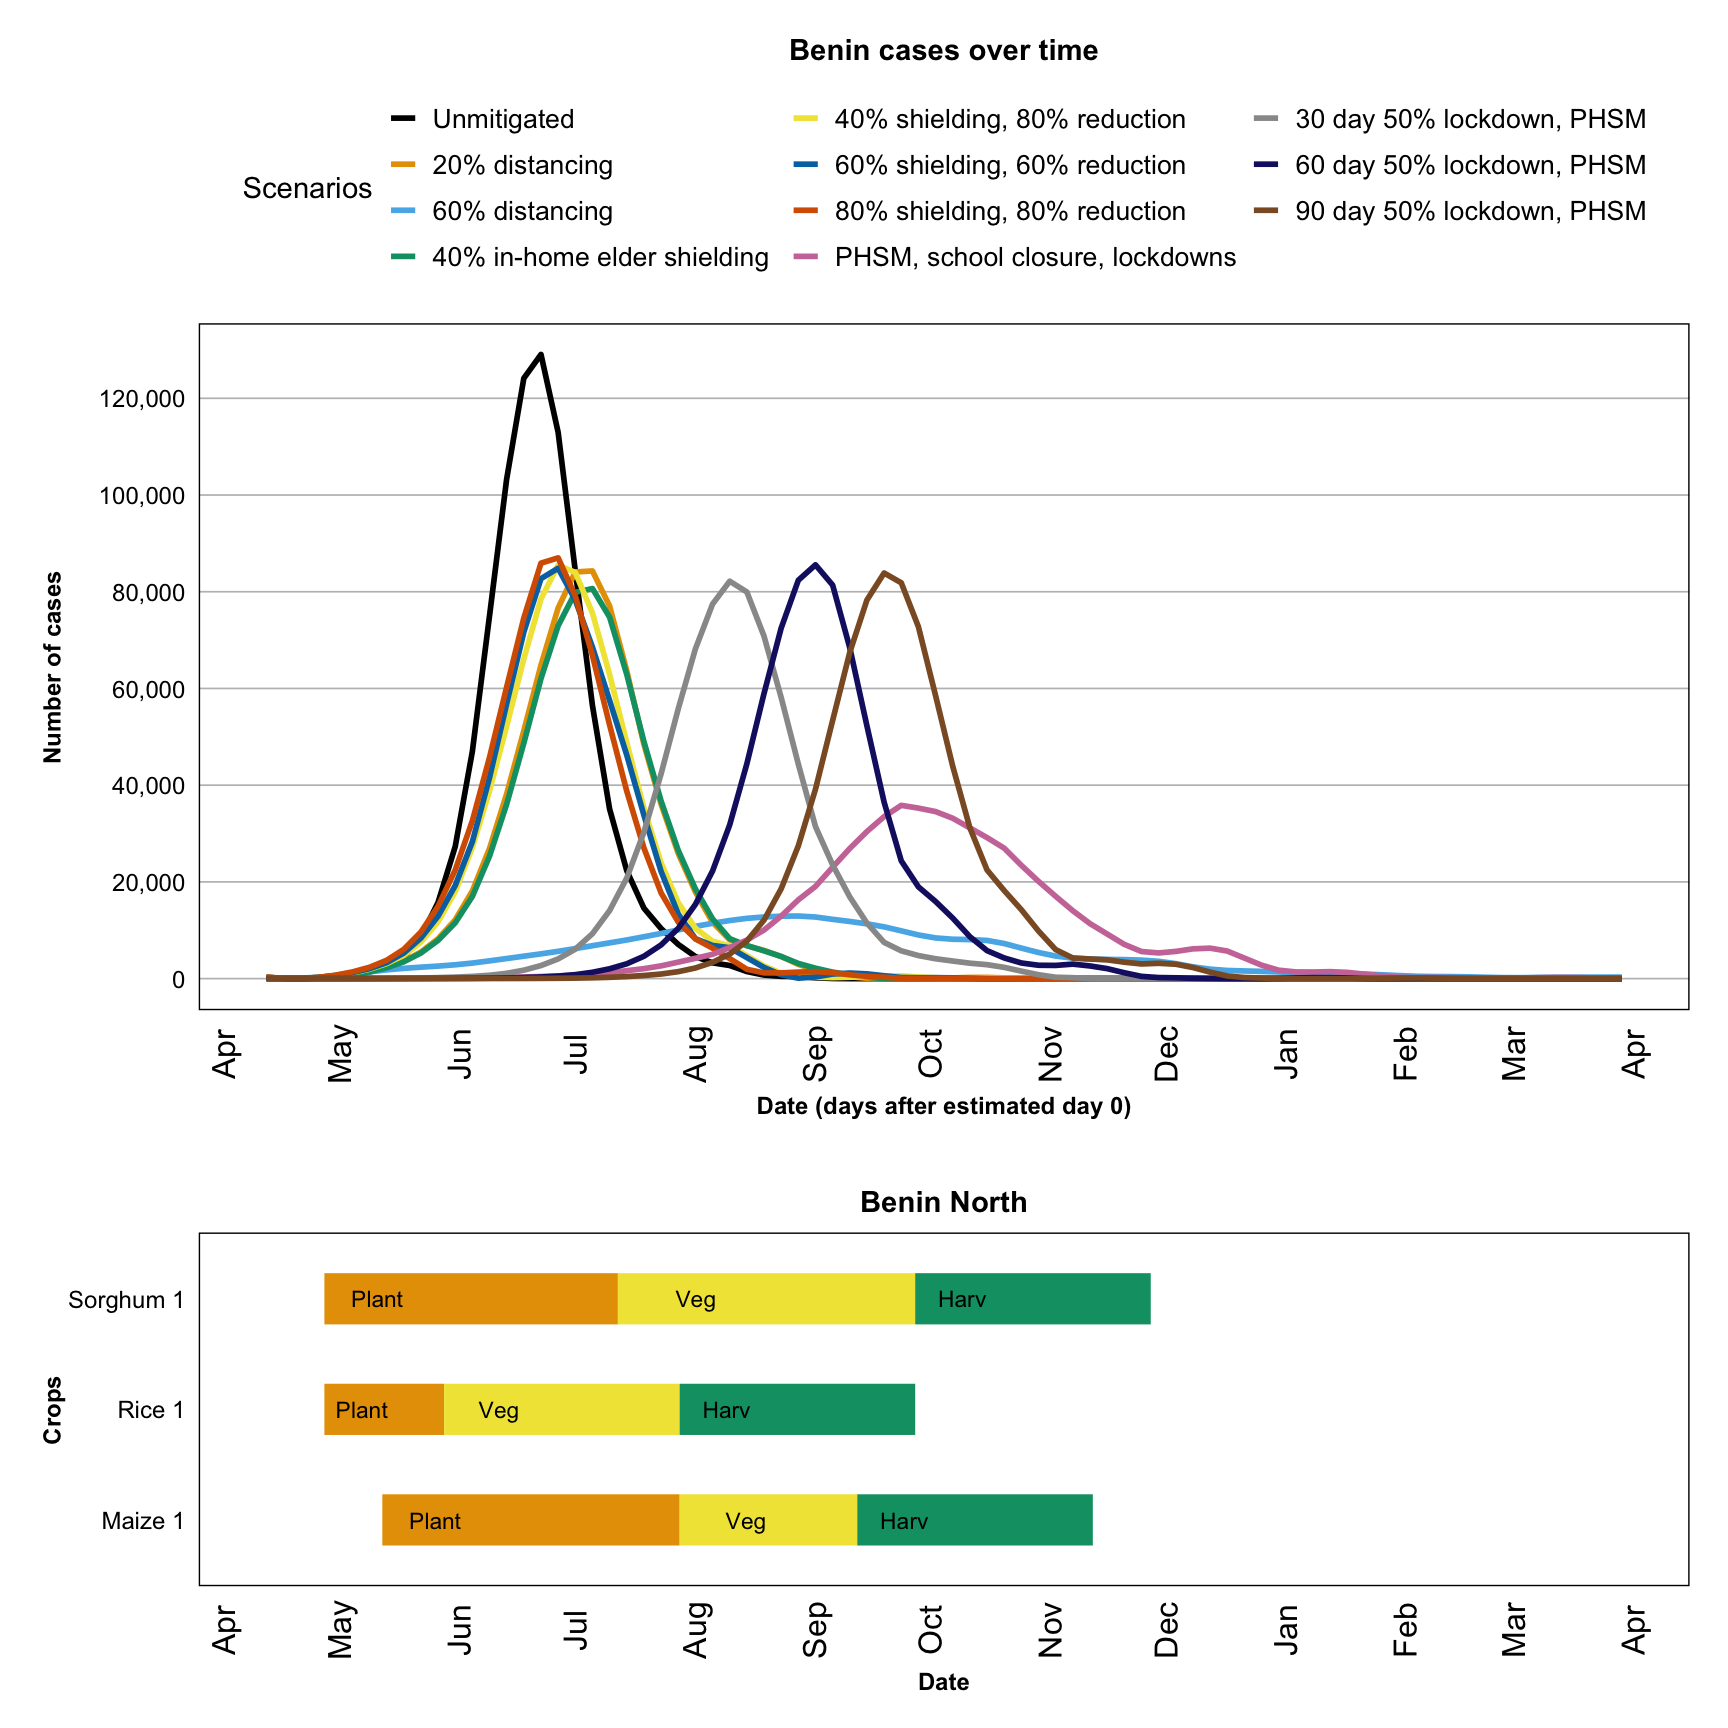 Benin cases over time
Scenarios
Unmitigated
20% distancing
60% distancing
40% in-home elder shielding
40% shielding, 80% reduction
60% shielding, 60% reduction
80% shielding, 80% reduction
PHSM, school closure, lockdowns
30 day 50% lockdown, PHSM
60 day 50% lockdown, PHSM
90 day 50% lockdown, PHSM
Number of cases
120,000
100,000
80,000
60,000
40,000
20,000
0
Apr May Jun Jul Aug Sep Oct Nov Dec Jan Feb Mar Apr
Date (days after estimated day 0)
Benin North
Crops
Sorghum 1 Plant Veg Harv
Rice 1 Plant Veg Harv
Maize 1 Plant Veg Harv
Apr May Jun Jul Aug Sep Oct Nov Dec Jan Feb Mar Apr
Date